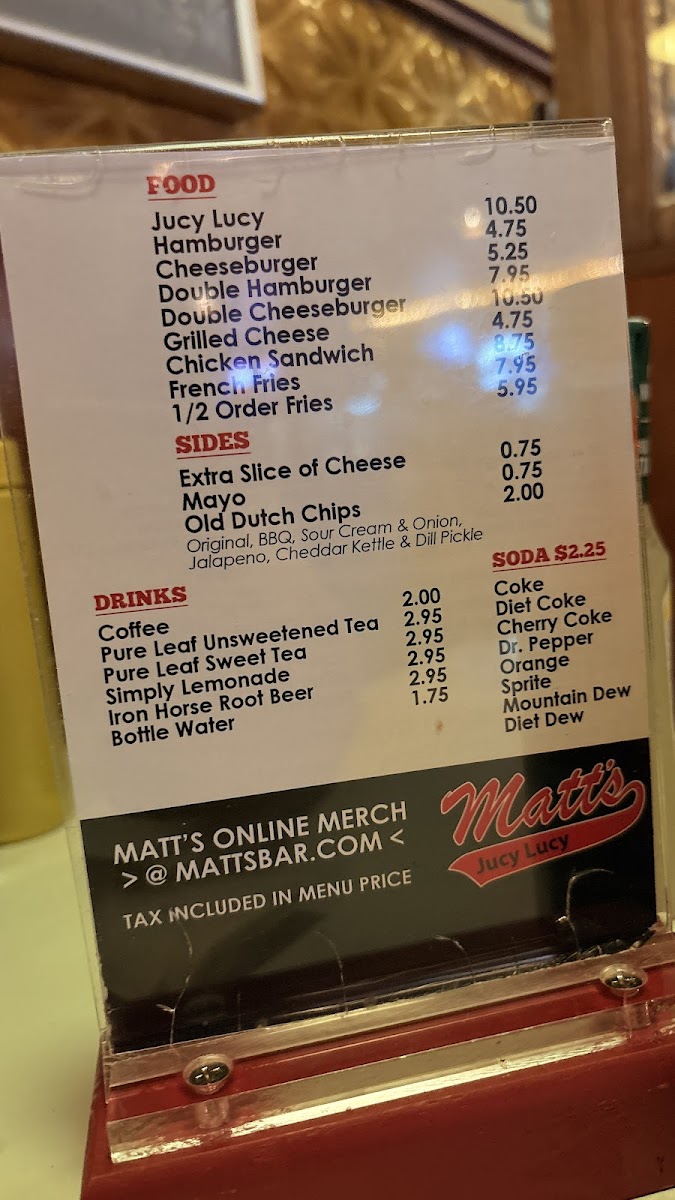 FOOD
Jucy Lucy 10.50
Hamburger 4.75
Cheeseburger 5.25
Double Hamburger 7.95
Double Cheeseburger 10.50
Grilled Cheese 4.75
Chicken Sandwich 8.75
French Fries 7.95
1/2 Order Fries 5.95
SIDES
Extra Slice of Cheese 0.75
Mayo 0.75
Old Dutch Chips 2.00
Original, BBQ, Sour Cream & Onion,
Jalapeno, Cheddar Kettle & Dill Pickle
DRINKS
Coffee 2.00
Pure Leaf Unsweetened Tea 2.95
Pure Leaf Sweet Tea 2.95
Simply Lemonade 2.95
Iron Horse Root Beer 2.95
Bottle Water 1.75
SODA $2.25
Coke
Diet Coke
Cherry Coke
Dr. Pepper
Orange
Sprite
Mountain Dew
Diet Dew
MATT'S ONLINE MERCH
> @ MATTSBAR.COM <
TAX INCLUDED IN MENU PRICE
Matt's
Jucy Lucy